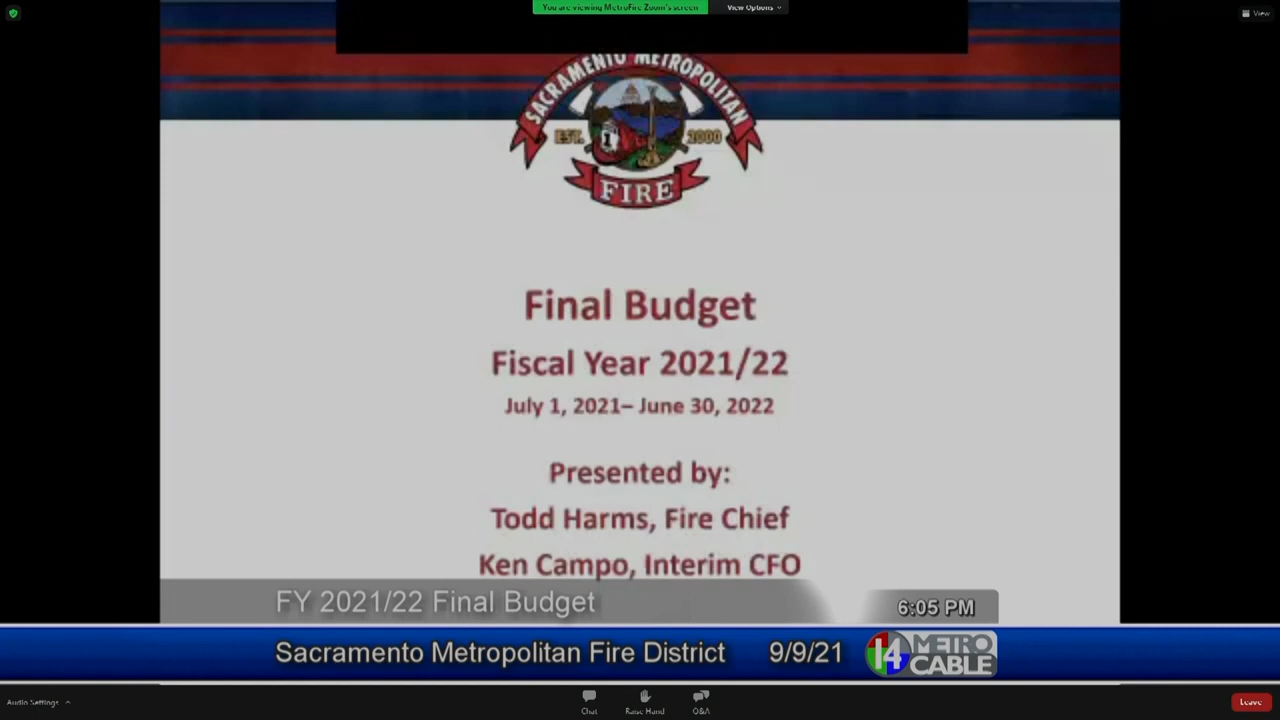 You are viewing MetroFire Zoom's screen
View Options
View
SACRAMENTO METROPOLITAN
EST. 2000
FIRE
Final Budget
Fiscal Year 2021/22
July 1, 2021– June 30, 2022
Presented by:
Todd Harms, Fire Chief
Ken Campo, Interim CFO
FY 2021/22 Final Budget
6:05 PM
Sacramento Metropolitan Fire District
9/9/21
14 METRO
CABLE
Audio Settings
Chat
Raise Hand
Q&A
Leave